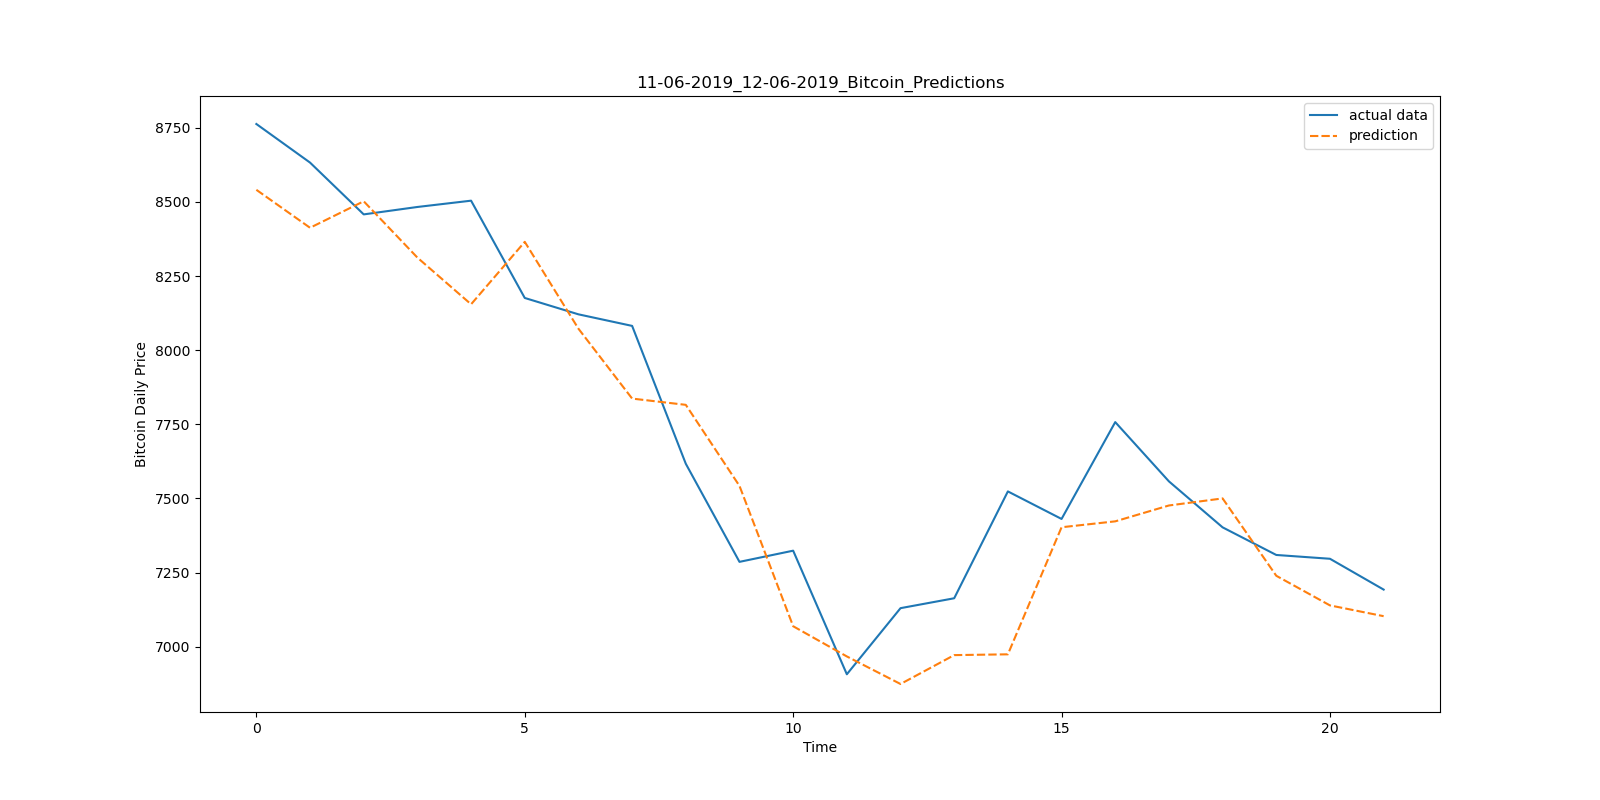 11-06-2019_12-06-2019_Bitcoin_Predictions
actual data
prediction
Bitcoin Daily Price
8750
8500
8250
8000
7750
7500
7250
7000
0 5 10 15 20
Time